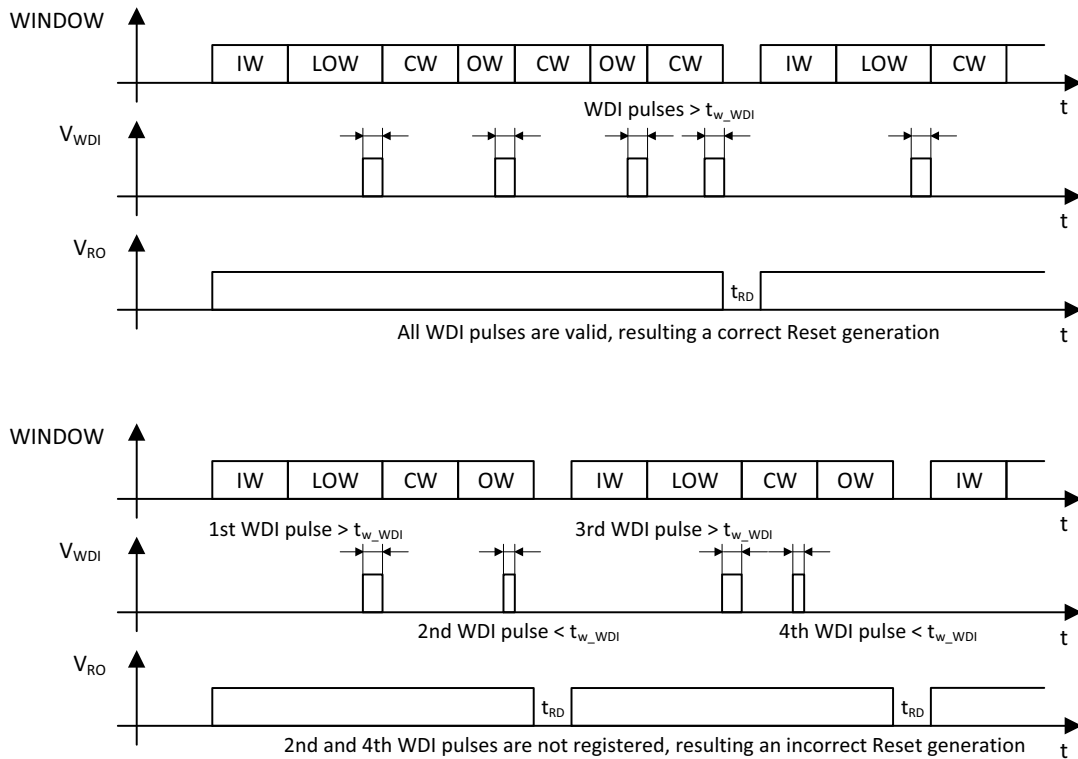 WINDOW
IW LOW CW OW CW OW CW IW LOW CW
t
WDI pulses > t_w_WDI
V_WDI
t
V_RO
t_RD
t
All WDI pulses are valid, resulting a correct Reset generation
WINDOW
IW LOW CW OW IW LOW CW OW IW
t
1st WDI pulse > t_w_WDI 3rd WDI pulse > t_w_WDI
V_WDI
t
2nd WDI pulse < t_w_WDI 4th WDI pulse < t_w_WDI
V_RO
t_RD t_RD
t
2nd and 4th WDI pulses are not registered, resulting an incorrect Reset generation